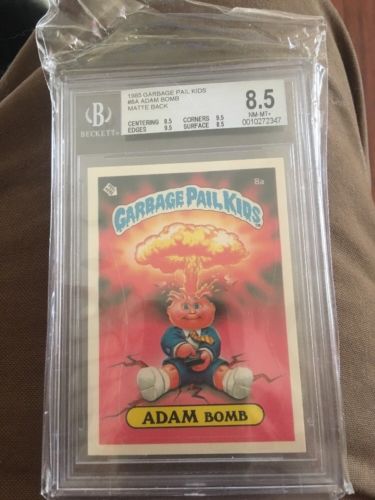 1985 GARBAGE PAIL KIDS
#8A ADAM BOMB
MATTE BACK
B
BECKETT
CENTERING 8.5 CORNERS 9.5
EDGES 9.5 SURFACE 8.5
8.5
NM-MT+
0010272347
8a
GARBAGE PAIL KIDS
ADAM BOMB